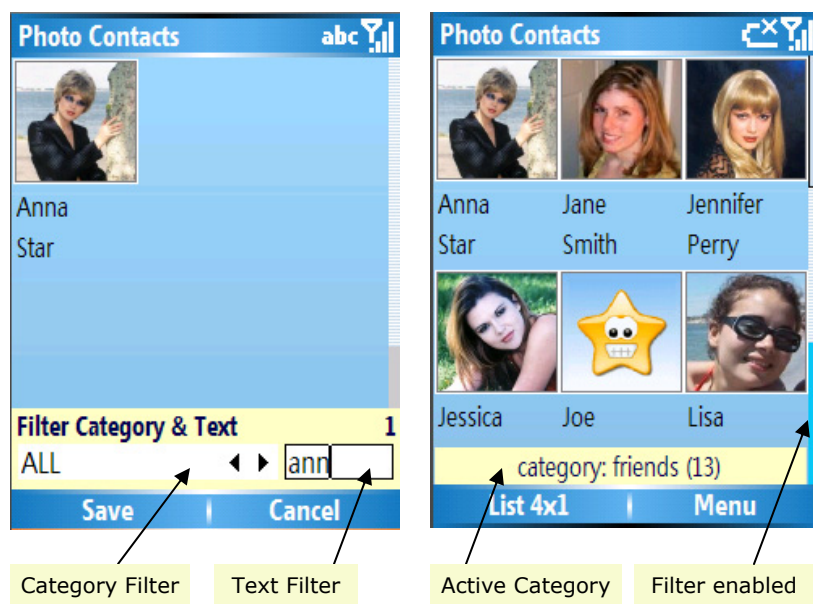 Photo Contacts abc
Anna
Star
Filter Category & Text 1
ALL ann
Save Cancel
Category Filter Text Filter
Photo Contacts
Anna Jane Jennifer
Star Smith Perry
Jessica Joe Lisa
category: friends (13)
List 4x1 Menu
Active Category Filter enabled